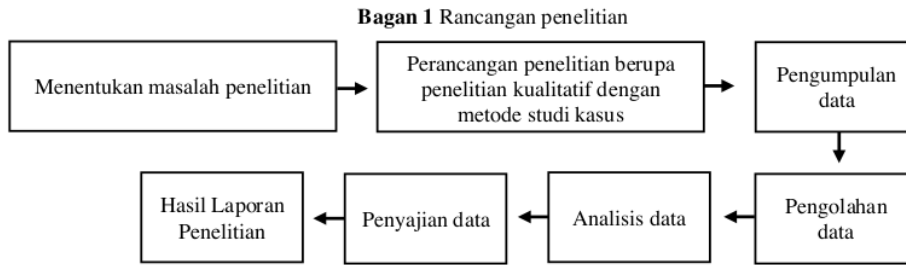 Bagan 1 Rancangan penelitian
Menentukan masalah penelitian
Perancangan penelitian berupa
penelitian kualitatif dengan
metode studi kasus
Pengumpulan
data
Pengolahan
data
Analisis data
Penyajian data
Hasil Laporan
Penelitian